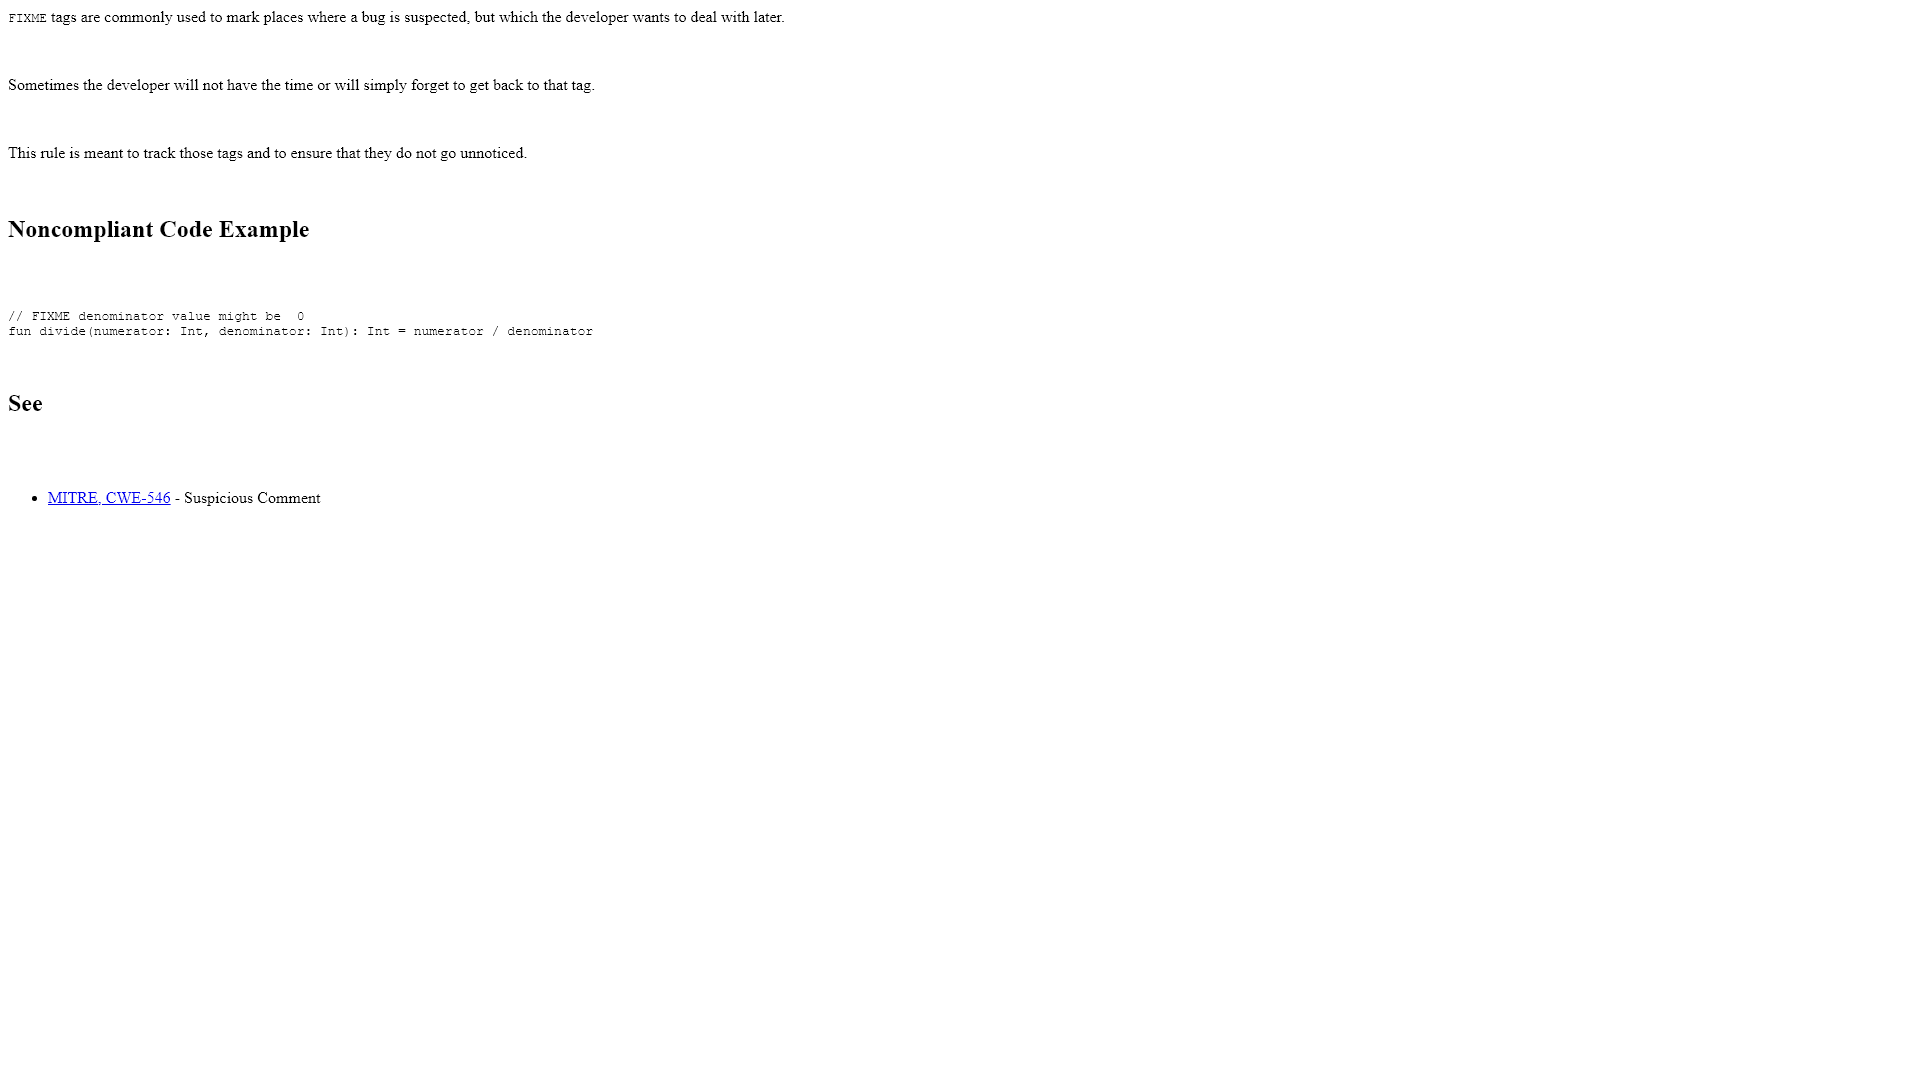 FIXME tags are commonly used to mark places where a bug is suspected, but which the developer wants to deal with later.
Sometimes the developer will not have the time or will simply forget to get back to that tag.
This rule is meant to track those tags and to ensure that they do not go unnoticed.
Noncompliant Code Example
// FIXME denominator value might be  0
fun divide(numerator: Int, denominator: Int): Int = numerator / denominator
See
• MITRE, CWE-546 - Suspicious Comment